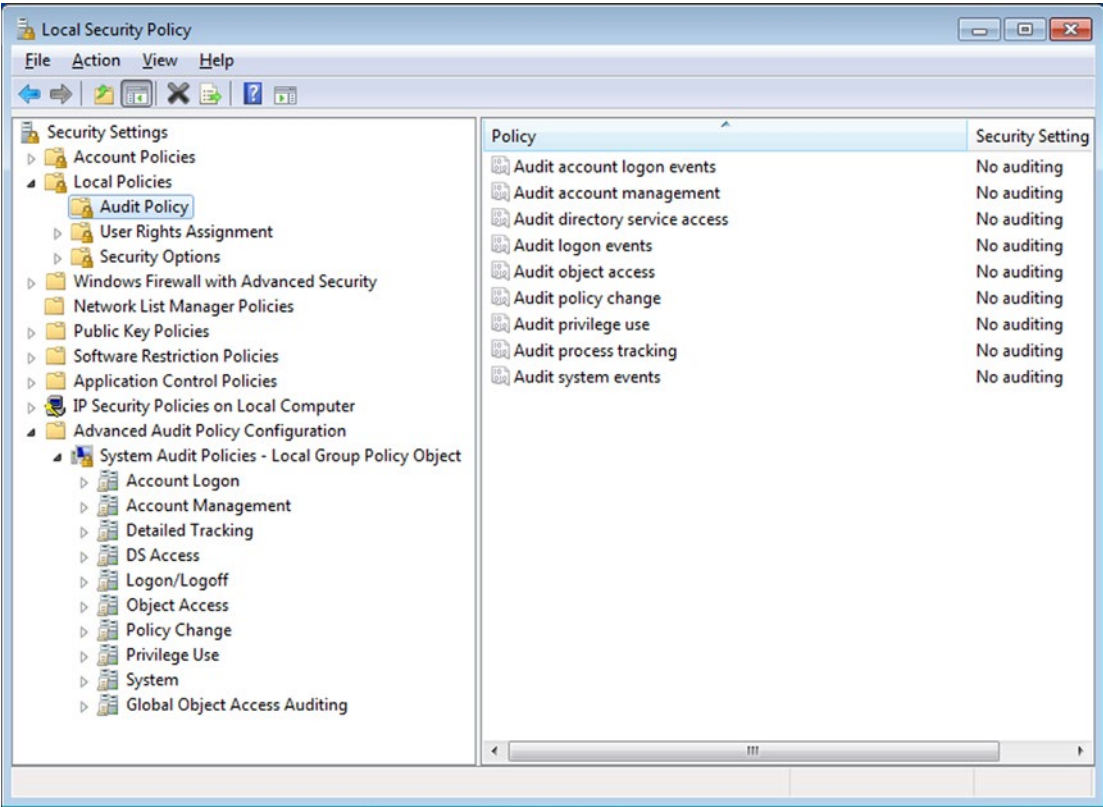 Local Security Policy
File Action View Help
Security Settings
Account Policies
Local Policies
Audit Policy
User Rights Assignment
Security Options
Windows Firewall with Advanced Security
Network List Manager Policies
Public Key Policies
Software Restriction Policies
Application Control Policies
IP Security Policies on Local Computer
Advanced Audit Policy Configuration
System Audit Policies - Local Group Policy Object
Account Logon
Account Management
Detailed Tracking
DS Access
Logon/Logoff
Object Access
Policy Change
Privilege Use
System
Global Object Access Auditing
Policy Security Setting
Audit account logon events No auditing
Audit account management No auditing
Audit directory service access No auditing
Audit logon events No auditing
Audit object access No auditing
Audit policy change No auditing
Audit privilege use No auditing
Audit process tracking No auditing
Audit system events No auditing